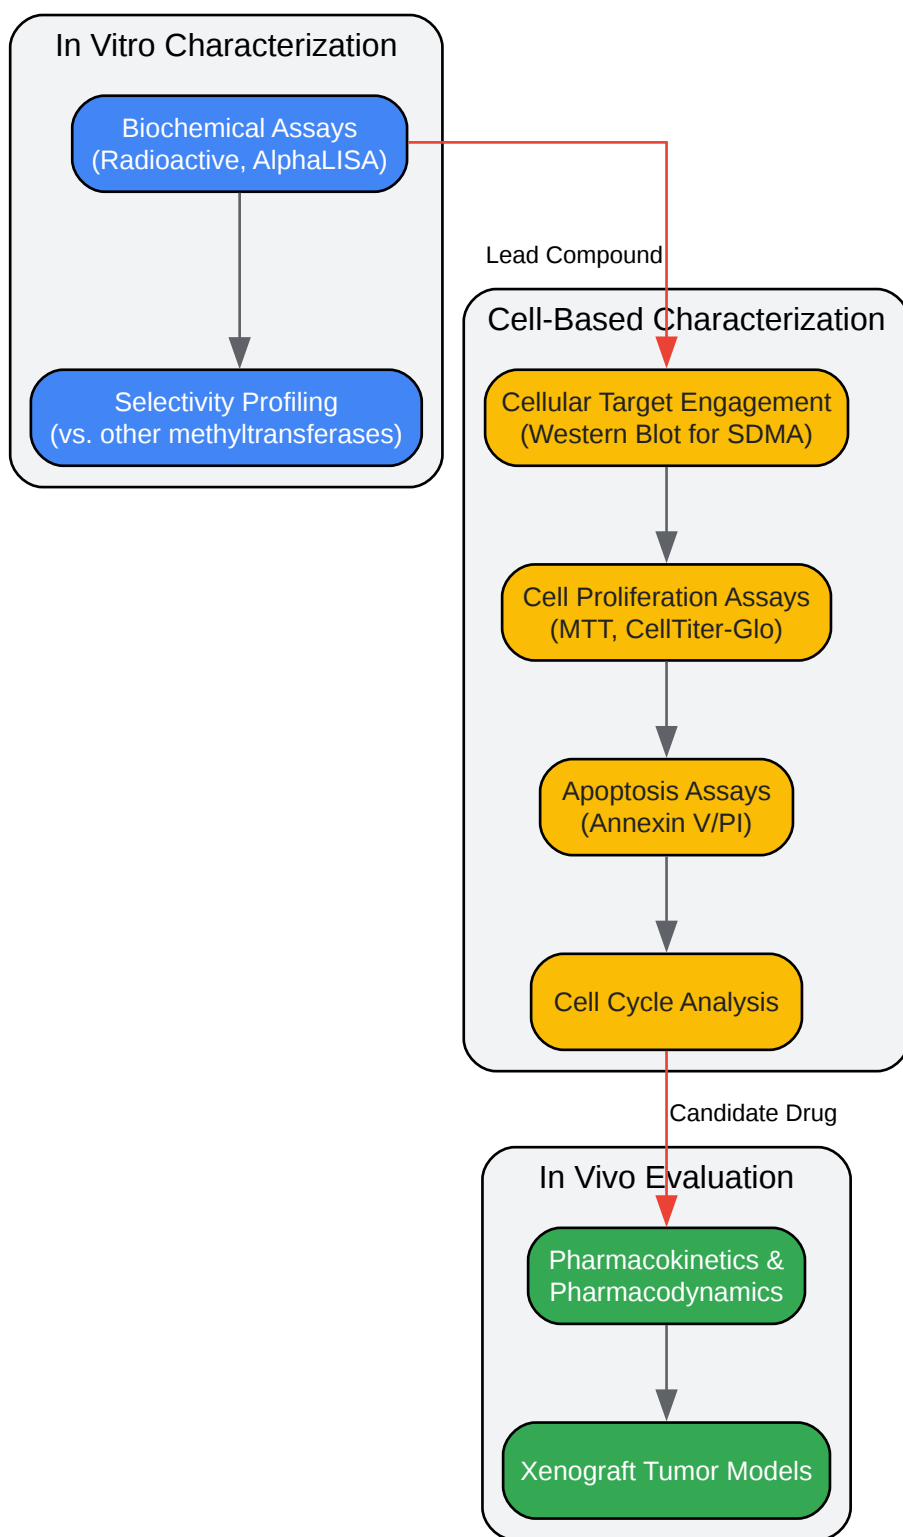 In Vitro Characterization
Biochemical Assays
(Radioactive, AlphaLISA)
Selectivity Profiling
(vs. other methyltransferases)
Lead Compound
Cell-Based Characterization
Cellular Target Engagement
(Western Blot for SDMA)
Cell Proliferation Assays
(MTT, CellTiter-Glo)
Apoptosis Assays
(Annexin V/PI)
Cell Cycle Analysis
Candidate Drug
In Vivo Evaluation
Pharmacokinetics &
Pharmacodynamics
Xenograft Tumor Models